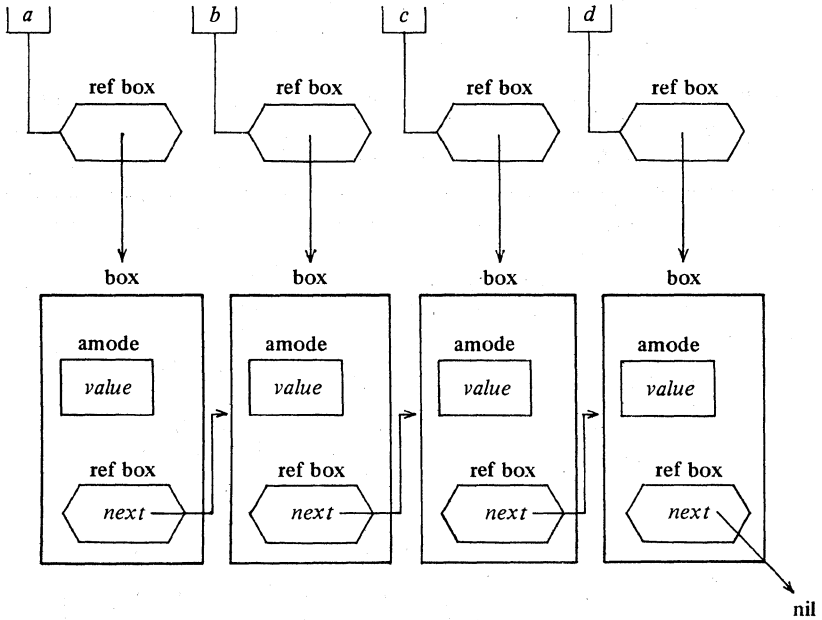 a b c d
ref box ref box ref box ref box
box box box box
amode amode amode amode
value value value value
ref box ref box ref box ref box
next next next next
nil